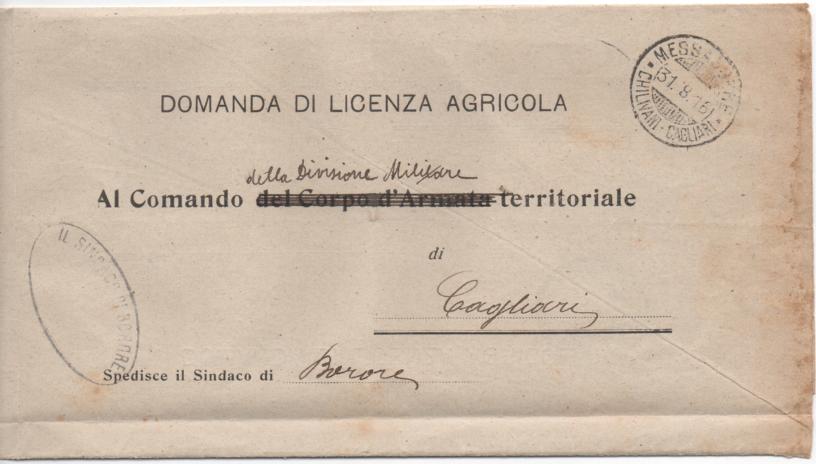 MESSAGGERE
CHILIVANI - CAGLIARI
31. 8. 16
DOMANDA DI LICENZA AGRICOLA
della Divisione Militare
Al Comando del Corpo d'Armata territoriale
di
Cagliari
IL SINDACO DI BORORE
Spedisce il Sindaco di Borore